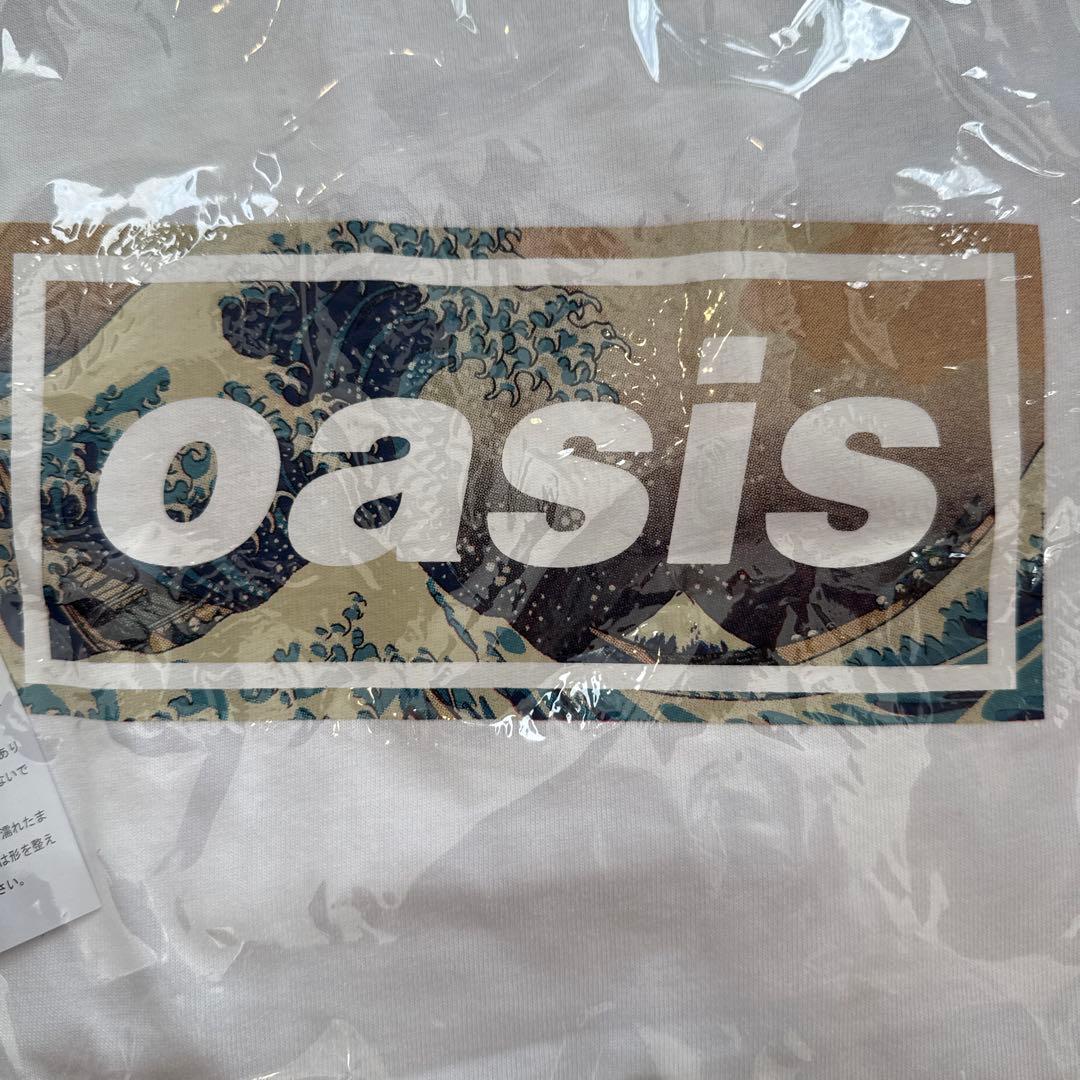 oasis
あり
ないで
濡れたま
は形を整え
さい。